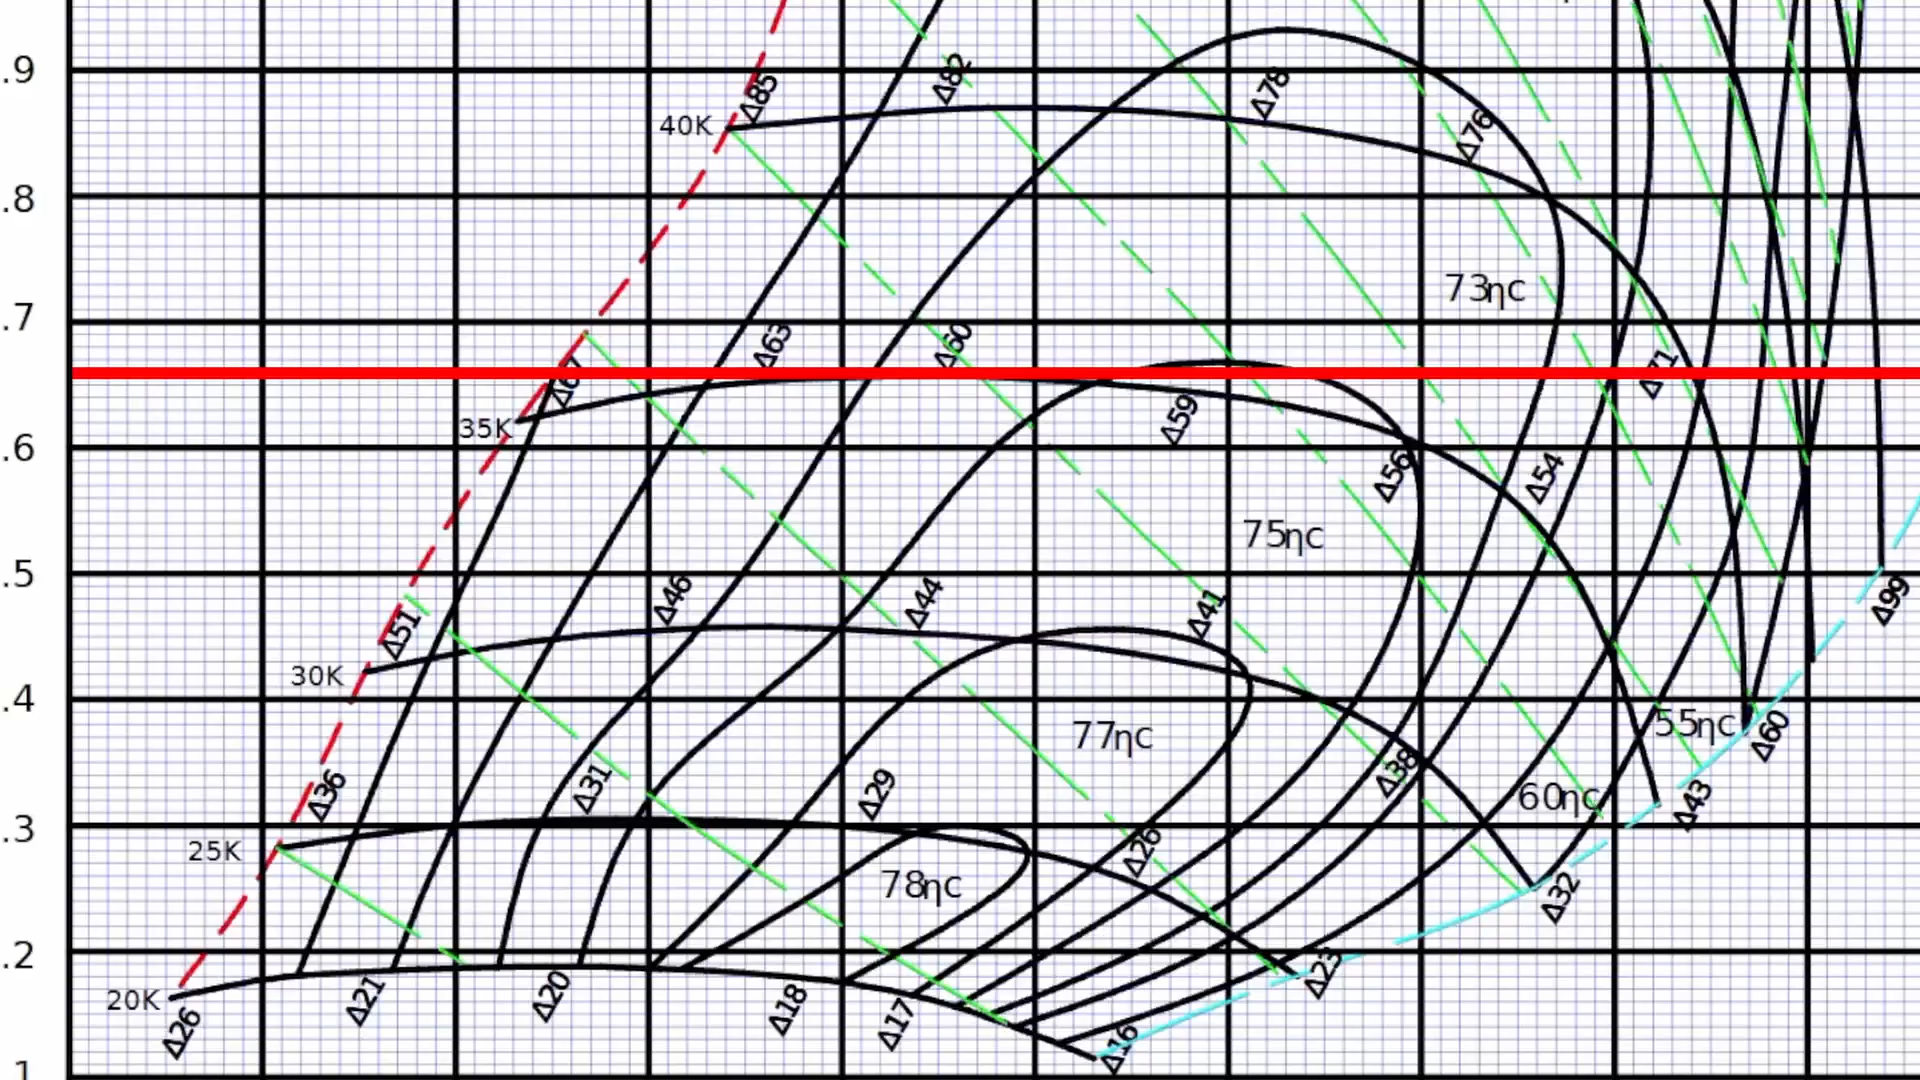 .9
Δ85
Δ82
Δ78
40K
Δ76
.8
73ηc
.7
Δ63
Δ60
Δ71
Δ67
35K
Δ59
.6
Δ56
Δ54
75ηc
.5
Δ51
Δ46
Δ44
Δ41
Δ99
30K
.4
55ηc
Δ60
77ηc
Δ36
Δ31
Δ29
Δ38
60ηc
Δ43
.3
25K
Δ26
78ηc
Δ32
.2
20K
Δ26
Δ21
Δ20
Δ18
Δ17
Δ23
Δ16
.1